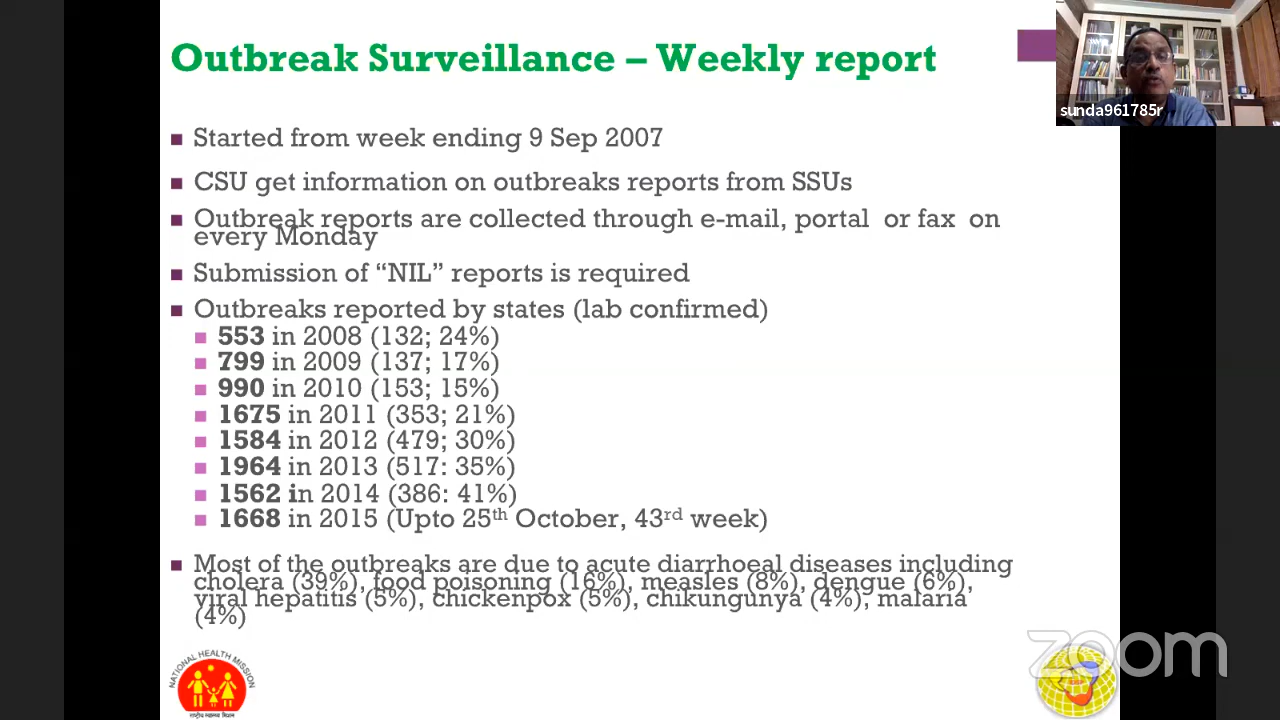 Outbreak Surveillance – Weekly report
sunda961785r
Started from week ending 9 Sep 2007
CSU get information on outbreaks reports from SSUs
Outbreak reports are collected through e-mail, portal or fax on
every Monday
Submission of “NIL” reports is required
Outbreaks reported by states (lab confirmed)
553 in 2008 (132; 24%)
799 in 2009 (137; 17%)
990 in 2010 (153; 15%)
1675 in 2011 (353; 21%)
1584 in 2012 (479; 30%)
1964 in 2013 (517: 35%)
1562 in 2014 (386: 41%)
1668 in 2015 (Upto 25th October, 43rd week)
Most of the outbreaks are due to acute diarrhoeal diseases including
cholera (39%), food poisoning (16%), measles (8%), dengue (6%),
viral hepatitis (5%), chickenpox (5%), chikungunya (4%), malaria
(4%)
NATIONAL HEALTH MISSION
राष्ट्रीय स्वास्थ्य मिशन
zoom